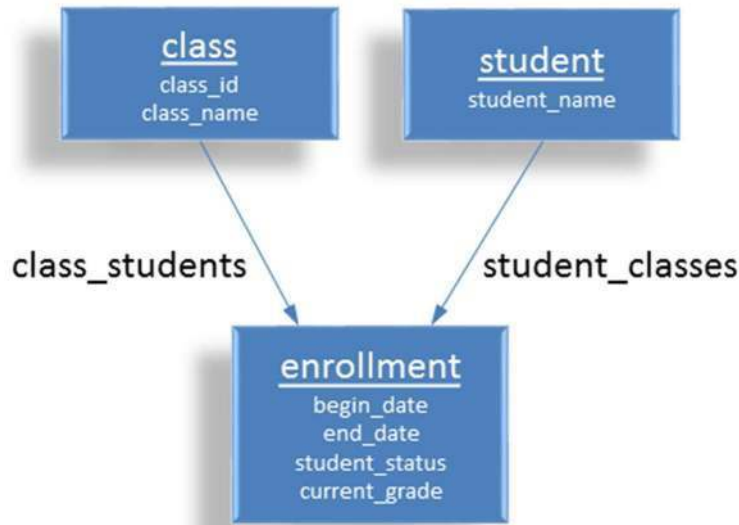 class
class_id
class_name
student
student_name
class_students
student_classes
enrollment
begin_date
end_date
student_status
current_grade